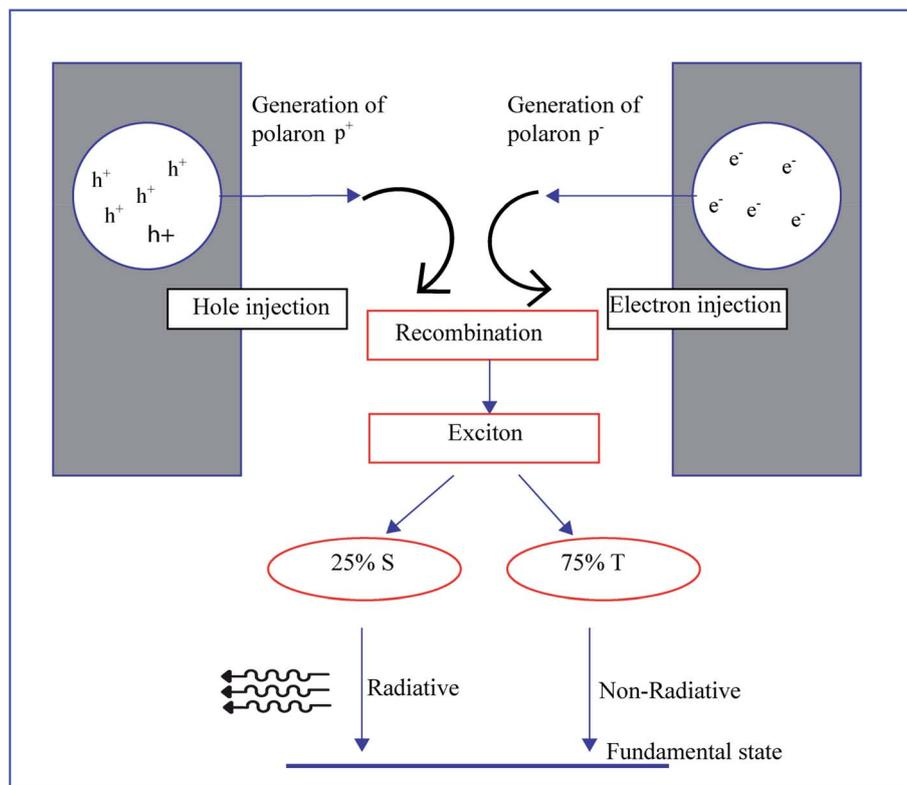 Generation of
polaron p⁺
Generation of
polaron p⁻
h⁺
h⁺
h⁺
h⁺
h+
e⁻
e⁻
e⁻
e⁻
e⁻
Hole injection
Electron injection
Recombination
Exciton
25% S
75% T
Radiative
Non-Radiative
Fundamental state